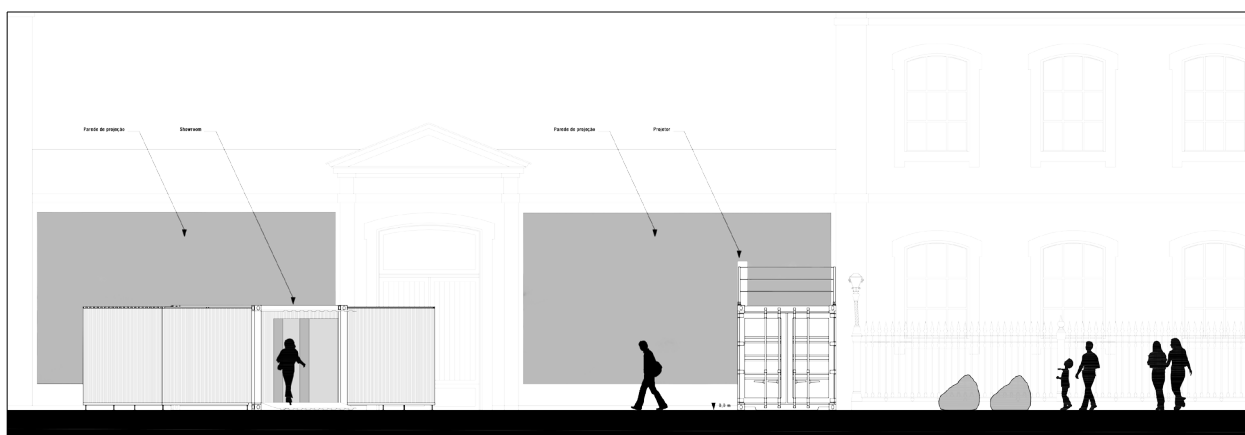 Parede de projeção
Showroom
Parede de projeção
Projetor
0,0 m